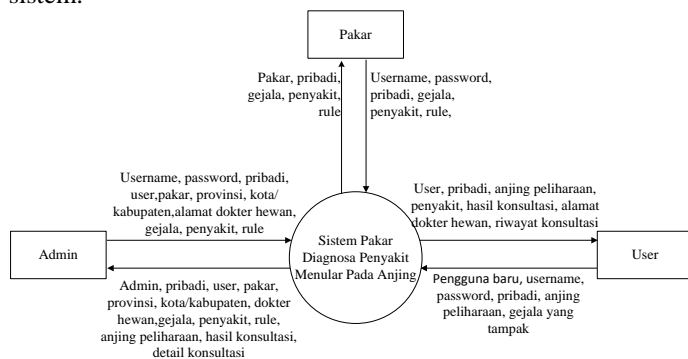 sistem.
Pakar
Pakar, pribadi,
gejala, penyakit,
rule
Username, password,
pribadi, gejala,
penyakit, rule,
Username, password, pribadi,
user,pakar, provinsi, kota/
kabupaten,alamat dokter hewan,
gejala, penyakit, rule
User, pribadi, anjing peliharaan,
penyakit, hasil konsultasi, alamat
dokter hewan, riwayat konsultasi
Admin
Sistem Pakar
Diagnosa Penyakit
Menular Pada Anjing
User
Admin, pribadi, user, pakar,
provinsi, kota/kabupaten, dokter
hewan,gejala, penyakit, rule,
anjing peliharaan, hasil konsultasi,
detail konsultasi
Pengguna baru, username,
password, pribadi, anjing
peliharaan, gejala yang
tampak